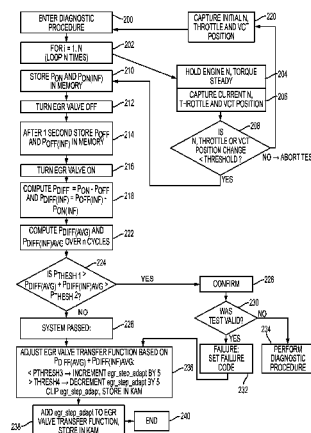 ENTER DIAGNOSTIC
PROCEDURE
200
CAPTURE INITIAL N,
THROTTLE AND VCT
POSITION
220
FOR i = 1..N
(LOOP N TIMES)
202
210
STORE PON AND PON(INF)
IN MEMORY
HOLD ENGINE N, TORQUE
STEADY
204
TURN EGR VALVE OFF
212
CAPTURE CURRENT N,
THROTTLE AND VCT POSITION
206
AFTER 1 SECOND STORE POFF
AND POFF(INF) IN MEMORY
214
208
IS
N, THROTTLE OR VCT
POSITION CHANGE
< THRESHOLD ?
NO → ABORT TEST
YES
TURN EGR VALVE ON
216
COMPUTE PDIFF = PON - POFF
AND PDIFF(INF) = POFF(INF) -
PON(INF)
218
COMPUTE PDIFF(AVG) AND
PDIFF(INF)AVG OVER n CYCLES
222
224
IS PTHESH 1 >
PDIFF(AVG) + PDIFF(INF)AVG >
PTHESH 2?
YES
CONFIRM
228
NO
230
WAS
TEST VALID?
NO
YES
SYSTEM PASSED:
226
FAILURE:
SET FAILURE
CODE
232
234
PERFORM
DIAGNOSTIC
PROCEDURE
ADJUST EGR VALVE TRANSFER FUNCTION BASED ON
PDIFF(AVG) + PDIFF(INF)AVG:
< PTHRESH3 → INCREMENT egr_step_adapt BY 5
> THRESH4 → DECREMENT egr_step_adapt BY 5
CLIP egr_step_adapt, STORE IN KAM
236
238
ADD egr_step_adapt TO EGR
VALVE TRANSFER FUNCTION,
STORE IN KAM
END
240